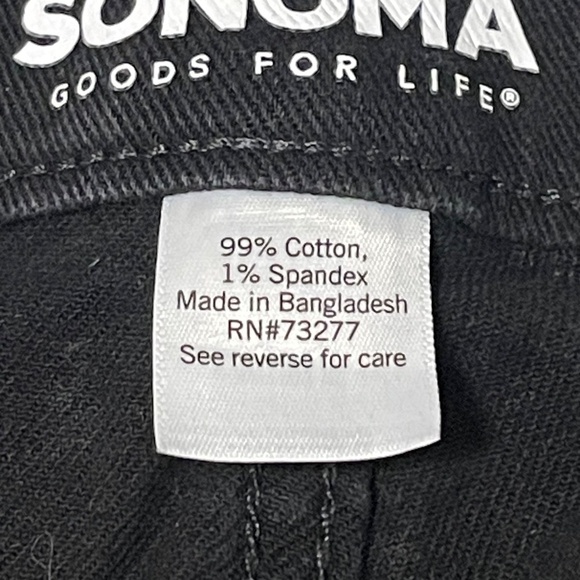 SONOMA
GOODS FOR LIFE®
99% Cotton,
1% Spandex
Made in Bangladesh
RN#73277
See reverse for care